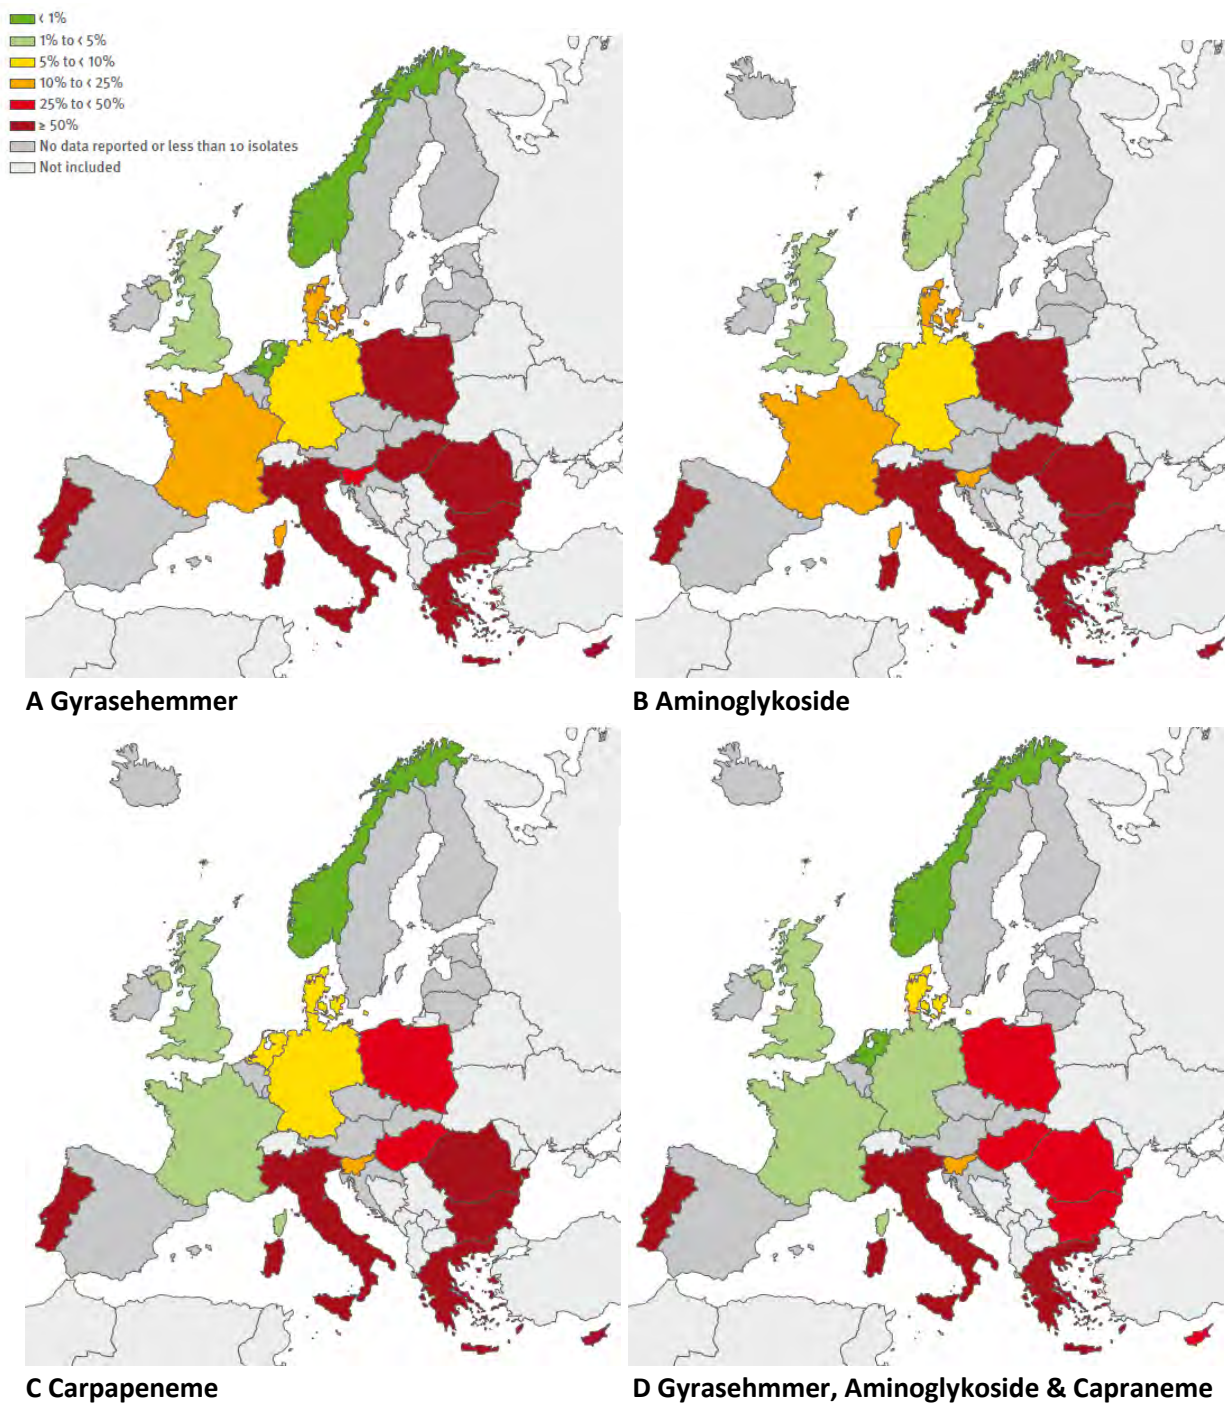 < 1%
1% to < 5%
5% to < 10%
10% to < 25%
25% to < 50%
≥ 50%
No data reported or less than 10 isolates
Not included
A Gyrasehemmer
B Aminoglykoside
C Carpapeneme
D Gyrasehmmer, Aminoglykoside & Capraneme